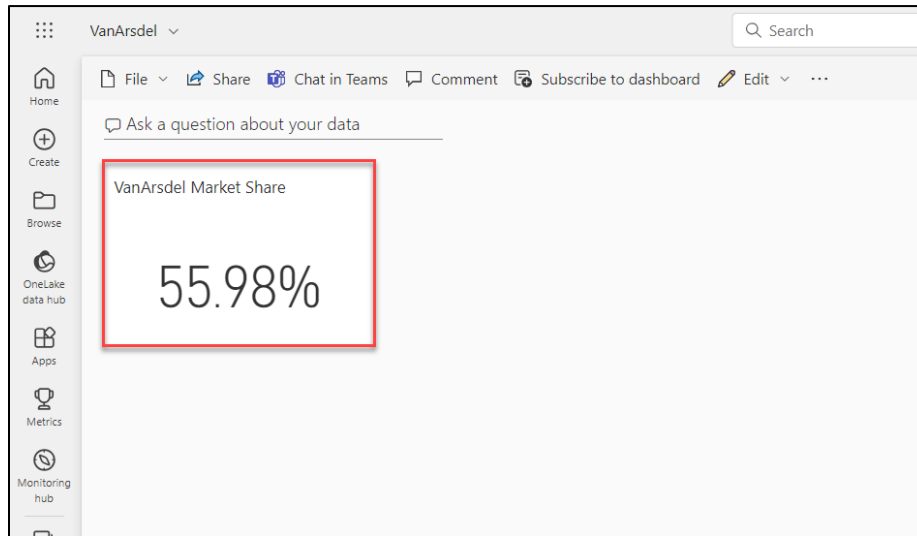 VanArsdel
Search
Home
Create
Browse
OneLake
data hub
Apps
Metrics
Monitoring
hub
File
Share
Chat in Teams
Comment
Subscribe to dashboard
Edit
Ask a question about your data
VanArsdel Market Share
55.98%